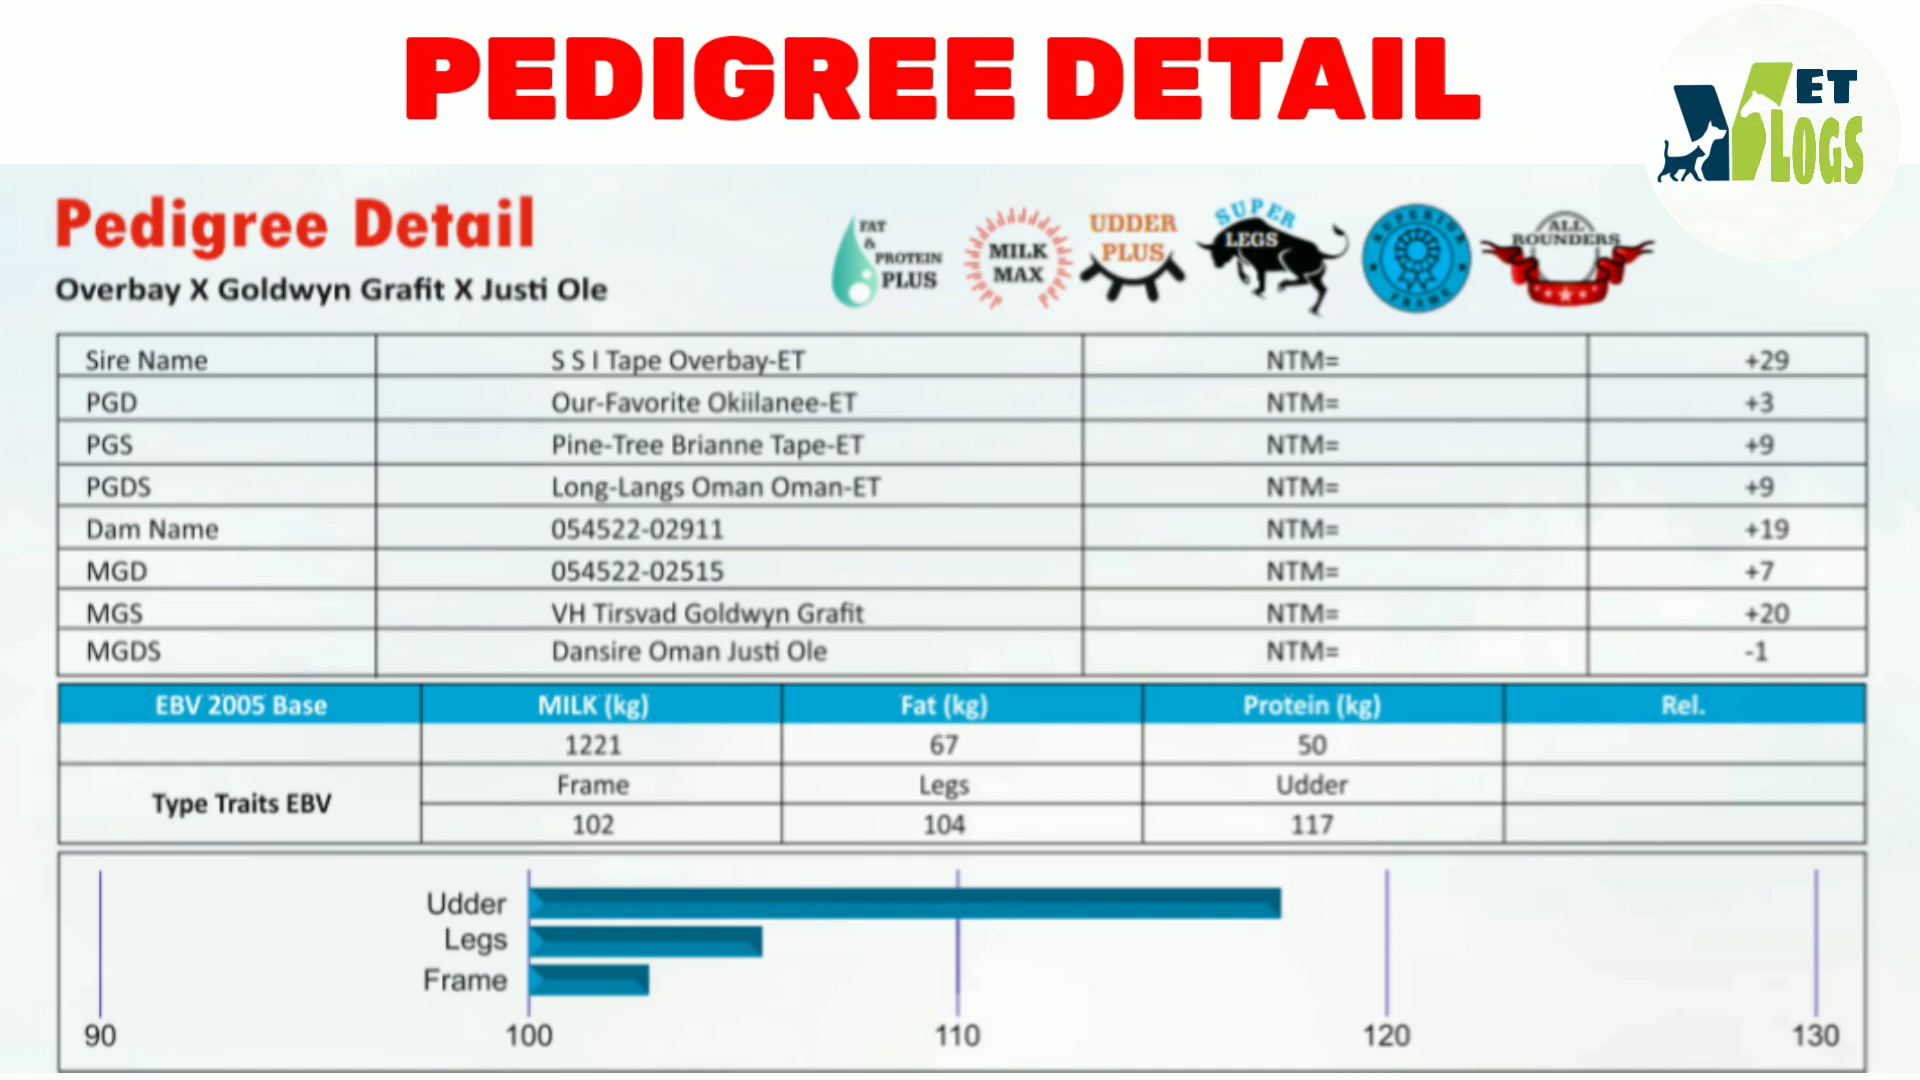 PEDIGREE DETAIL
VET
VLOGS
Pedigree Detail
Overbay X Goldwyn Grafit X Justi Ole
FAT
&
PROTEIN
PLUS
MILK
MAX
UDDER
PLUS
SUPER
LEGS
SUPERIOR
FRAME
ALL
ROUNDERS
Sire Name S S I Tape Overbay-ET NTM= +29
PGD Our-Favorite Okiilanee-ET NTM= +3
PGS Pine-Tree Brianne Tape-ET NTM= +9
PGDS Long-Langs Oman Oman-ET NTM= +9
Dam Name 054522-02911 NTM= +19
MGD 054522-02515 NTM= +7
MGS VH Tirsvad Goldwyn Grafit NTM= +20
MGDS Dansire Oman Justi Ole NTM= -1
EBV 2005 Base MILK (kg) Fat (kg) Protein (kg) Rel.
1221 67 50
Type Traits EBV Frame Legs Udder
102 104 117
Udder
Legs
Frame
90 100 110 120 130